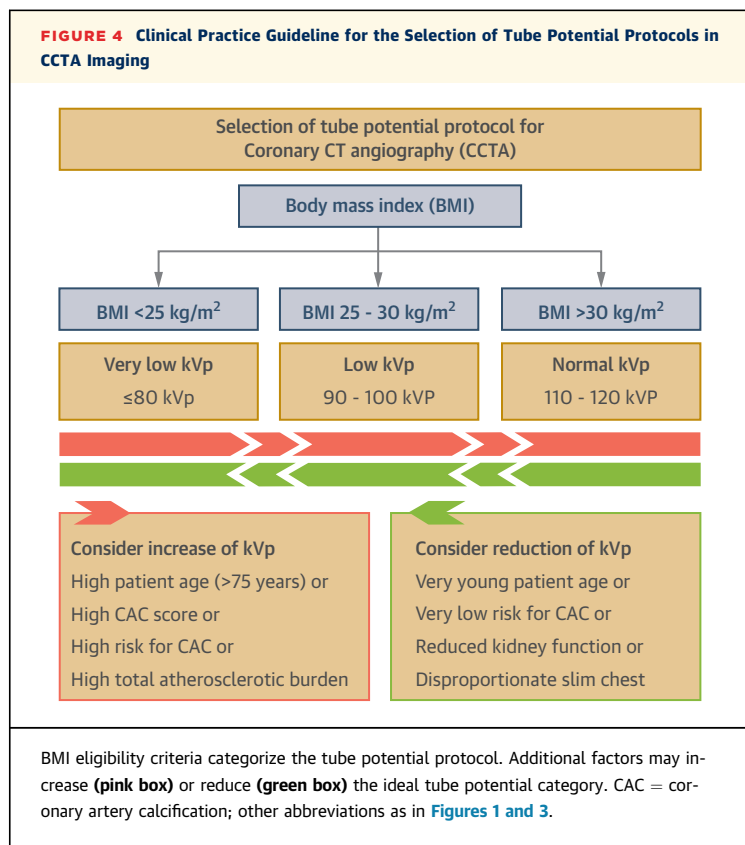 FIGURE 4 Clinical Practice Guideline for the Selection of Tube Potential Protocols in
CCTA Imaging
Selection of tube potential protocol for
Coronary CT angiography (CCTA)
Body mass index (BMI)
BMI <25 kg/m²
BMI 25 - 30 kg/m²
BMI >30 kg/m²
Very low kVp
≤80 kVp
Low kVp
90 - 100 kVP
Normal kVp
110 - 120 kVP
Consider increase of kVp
High patient age (>75 years) or
High CAC score or
High risk for CAC or
High total atherosclerotic burden
Consider reduction of kVp
Very young patient age or
Very low risk for CAC or
Reduced kidney function or
Disproportionate slim chest
BMI eligibility criteria categorize the tube potential protocol. Additional factors may in-
crease (pink box) or reduce (green box) the ideal tube potential category. CAC = cor-
onary artery calcification; other abbreviations as in Figures 1 and 3.